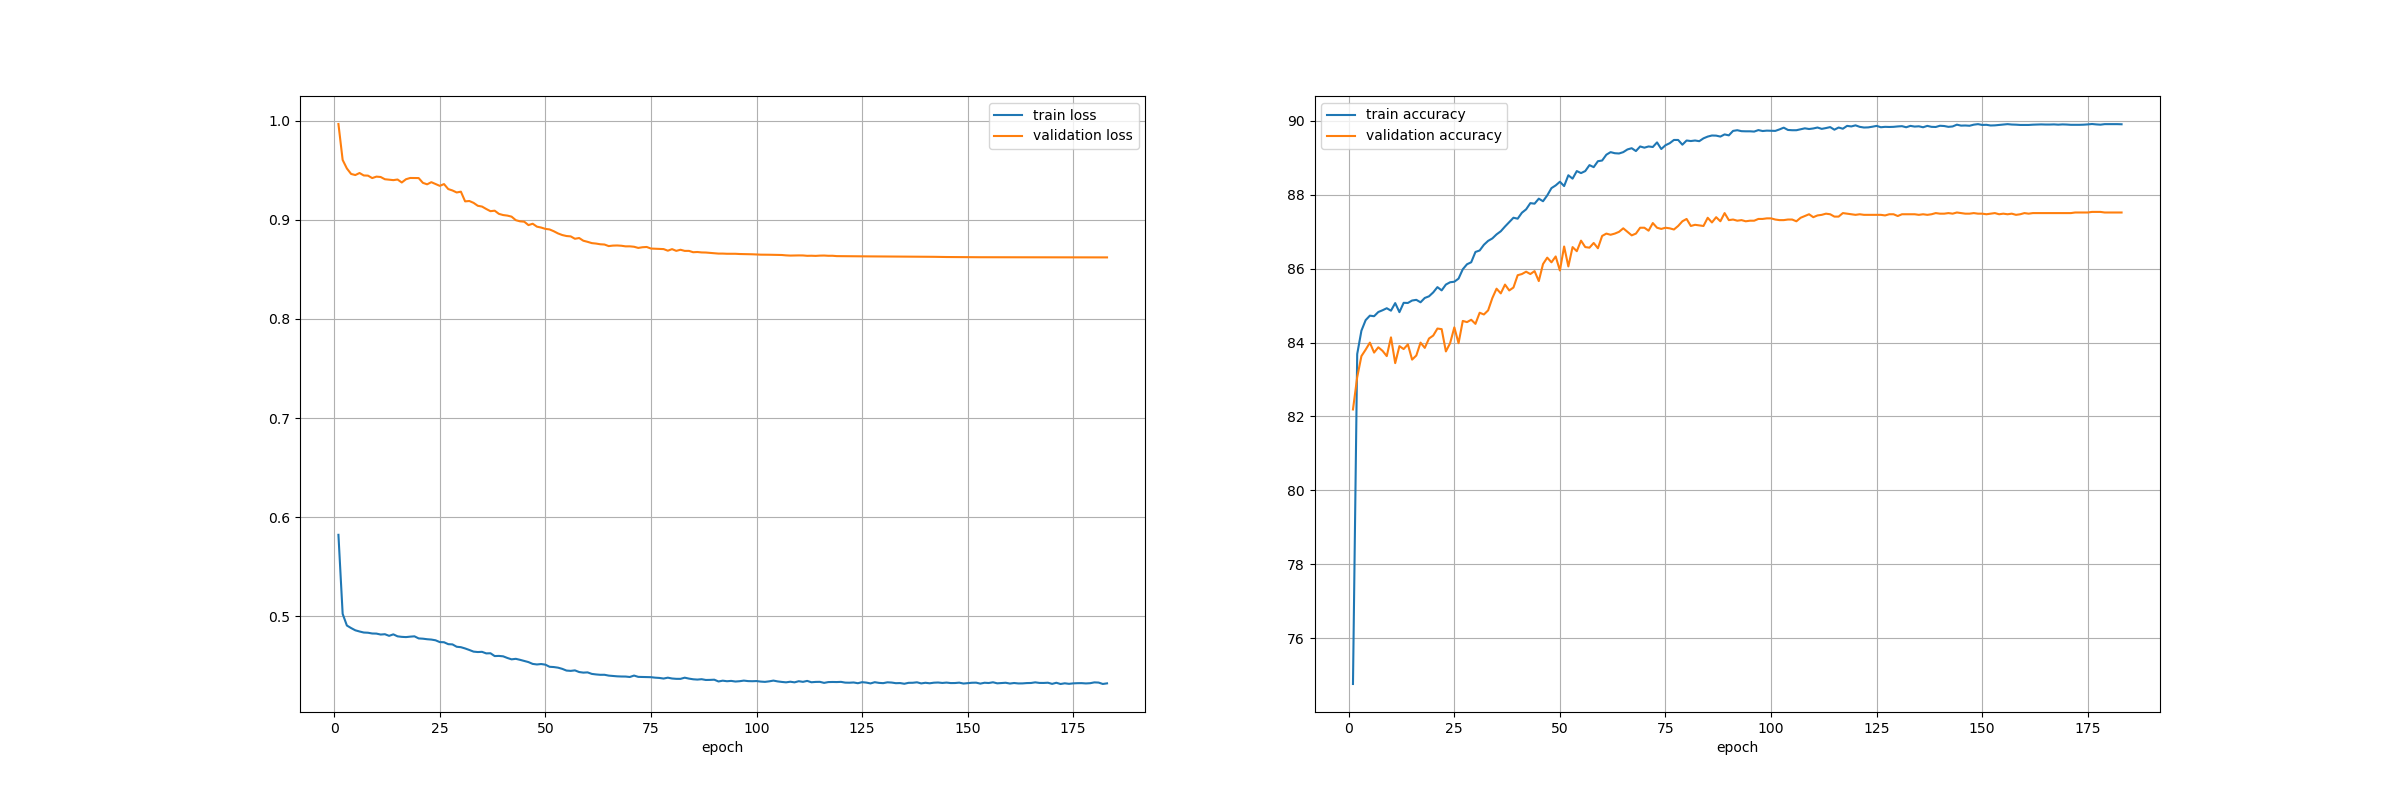 train loss
validation loss
1.0
0.9
0.8
0.7
0.6
0.5
0 25 50 75 100 125 150 175
epoch
train accuracy
validation accuracy
90
88
86
84
82
80
78
76
0 25 50 75 100 125 150 175
epoch